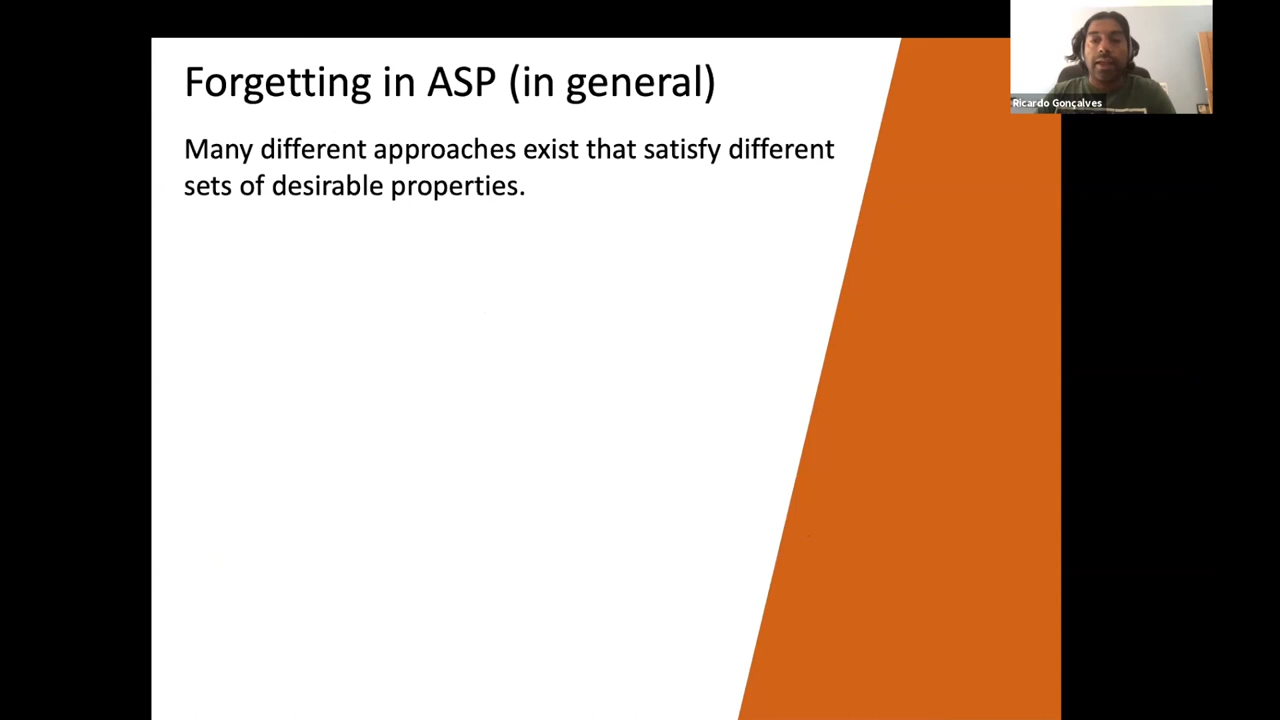 Forgetting in ASP (in general)
Many different approaches exist that satisfy different
sets of desirable properties.
Ricardo Gonçalves